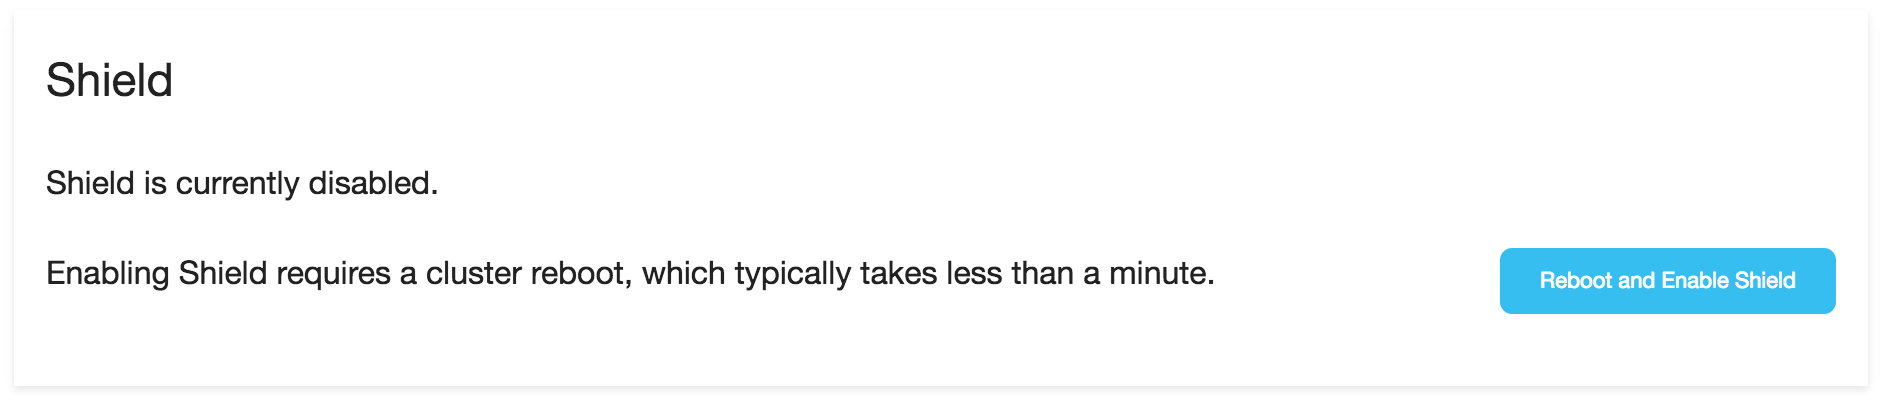 Shield
Shield is currently disabled.
Enabling Shield requires a cluster reboot, which typically takes less than a minute.
Reboot and Enable Shield